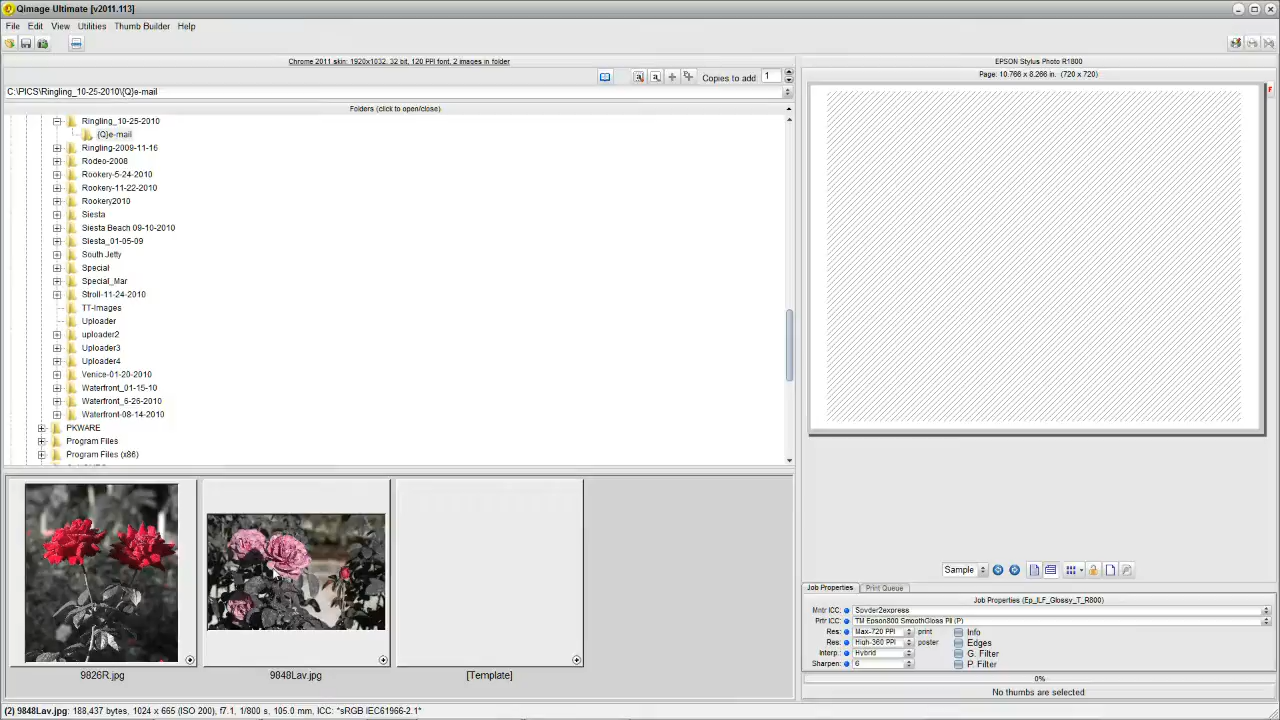 Qimage Ultimate [v2011.113]
File Edit View Utilities Thumb Builder Help
Chrome 2011 skin: 1920x1032, 32 bit, 120 PPI font, 2 images in folder
Copies to add: 1
C:\PICS\Ringling_10-25-2010\{Q}e-mail
Folders (click to open/close)
Ringling_10-25-2010
{Q}e-mail
Ringling-2009-11-16
Rodeo-2008
Rookery-5-24-2010
Rookery-11-22-2010
Rookery2010
Siesta
Siesta Beach 09-10-2010
Siesta_01-05-09
South Jetty
Special
Special_Mar
Stroll-11-24-2010
TT-Images
Uploader
uploader2
Uploader3
Uploader4
Venice-01-20-2010
Waterfront_01-15-10
Waterfront_6-26-2010
Waterfront-08-14-2010
PKWARE
Program Files
Program Files (x86)
9826R.jpg
9848Lav.jpg
[Template]
(2) 9848Lav.jpg: 188,437 bytes, 1024 x 665 (ISO 200), f7.1, 1/800 s, 105.0 mm, ICC: *sRGB IEC61966-2.1*
EPSON Stylus Photo R1800
Page: 10.766 x 8.266 in. (720 x 720)
F
Sample
Job Properties Print Queue
Job Properties (Ep_ILF_Glossy_T_R800)
Mntr ICC: Spyder2express
Prtr ICC: TM Epson800 SmoothGloss Pll (P)
Res: Max-720 PPI print Info
Res: High-360 PPI poster Edges
Interp.: Hybrid G. Filter
Sharpen: 6 P. Filter
0%
No thumbs are selected